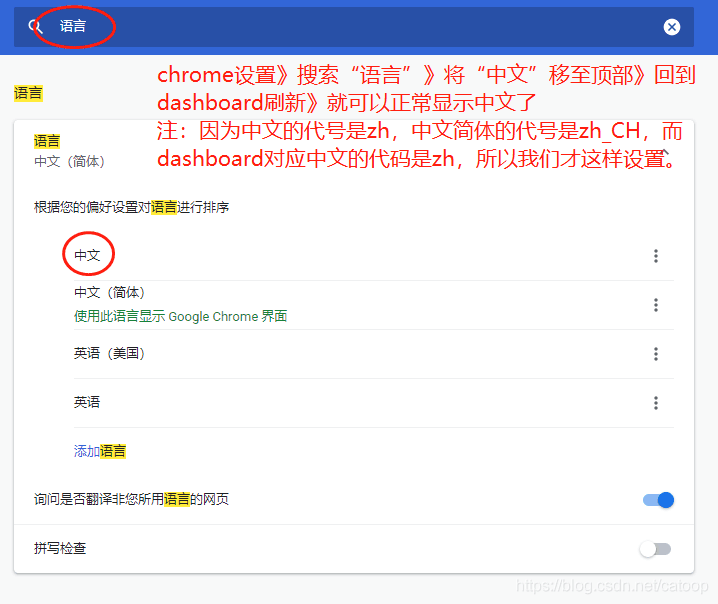 语言
chrome设置》搜索“语言”》将“中文”移至顶部》回到
dashboard刷新》就可以正常显示中文了
注：因为中文的代号是zh，中文简体的代号是zh_CH，而
dashboard对应中文的代码是zh，所以我们才这样设置。
语言
语言
中文（简体）
根据您的偏好设置对语言进行排序
中文
中文（简体）
使用此语言显示 Google Chrome 界面
英语（美国）
英语
添加语言
询问是否翻译非您所用语言的网页
拼写检查
https://blog.csdn.net/catoop